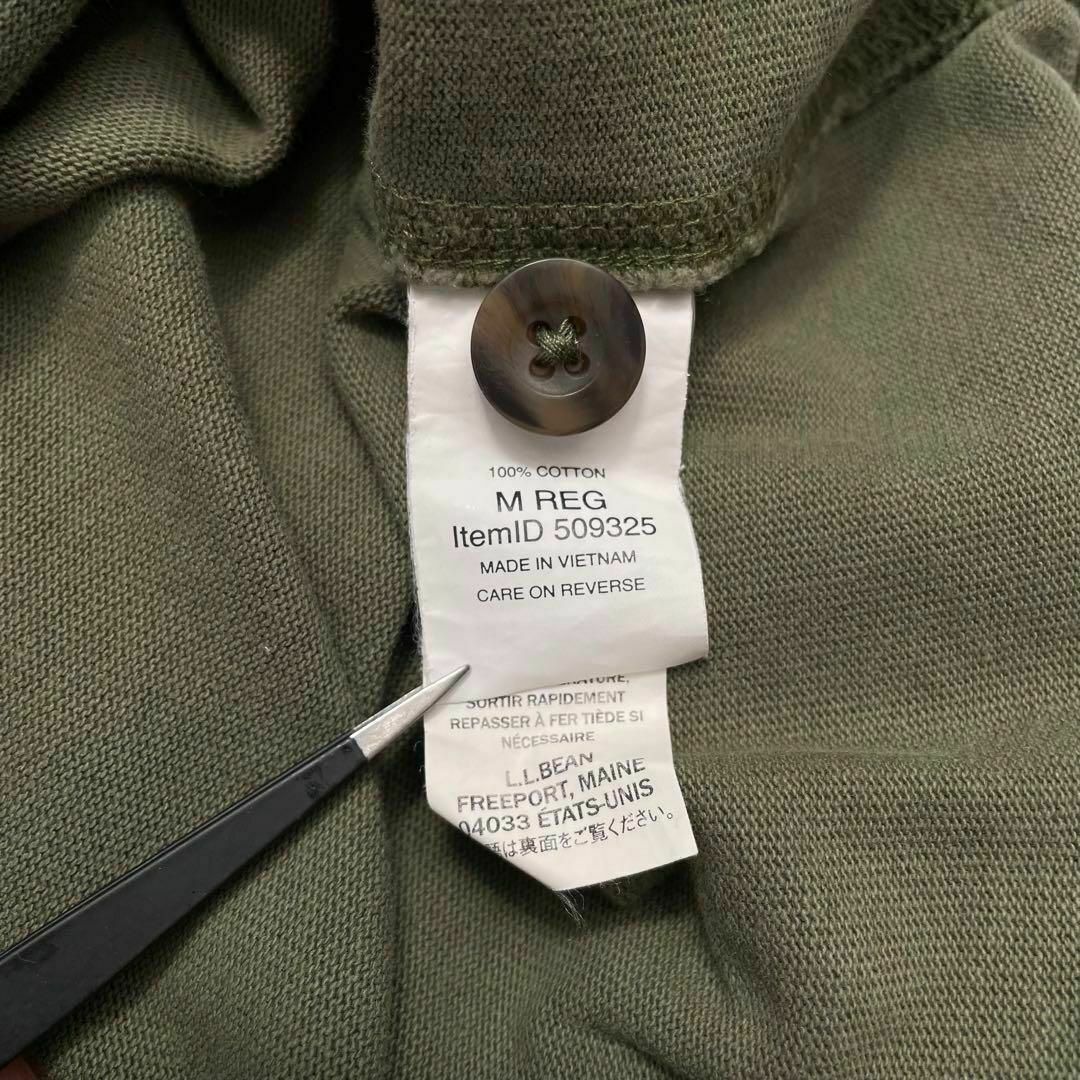 100% COTTON
M REG
ItemID 509325
MADE IN VIETNAM
CARE ON REVERSE
SORTIR RAPIDEMENT
REPASSER À FER TIÈDE SI
NÉCESSAIRE
L.L.BEAN
FREEPORT, MAINE
04033 ÉTATS-UNIS
語は裏面をご覧ください。